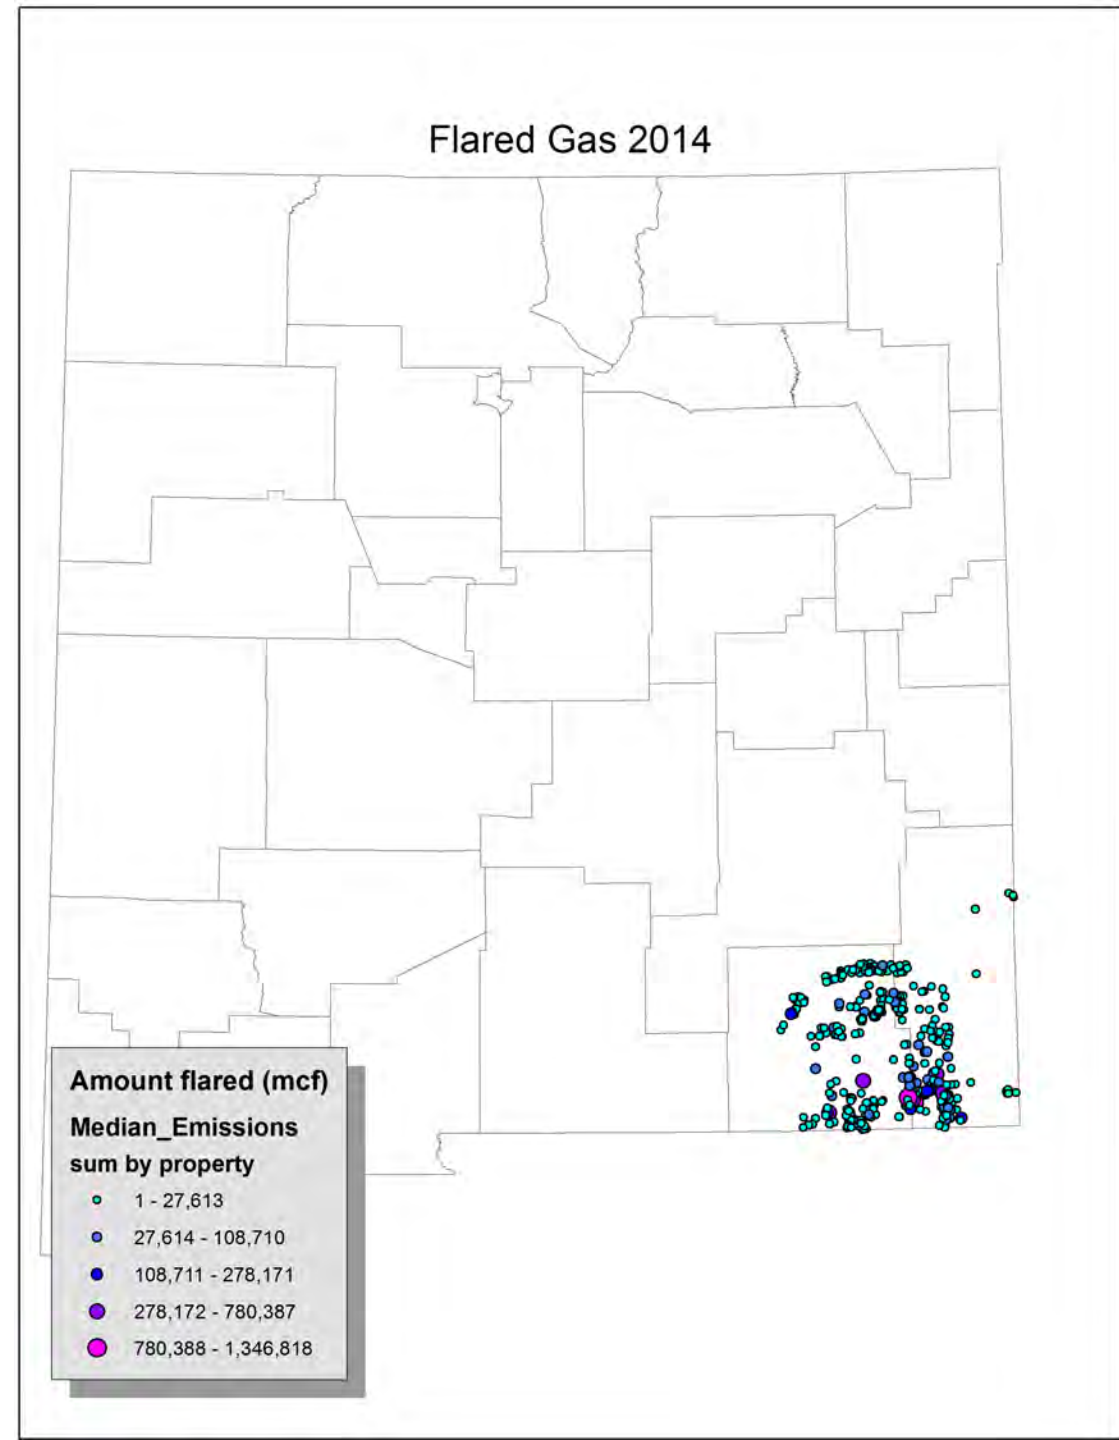 Flared Gas 2014
Amount flared (mcf)
Median_Emissions
sum by property
1 - 27,613
27,614 - 108,710
108,711 - 278,171
278,172 - 780,387
780,388 - 1,346,818